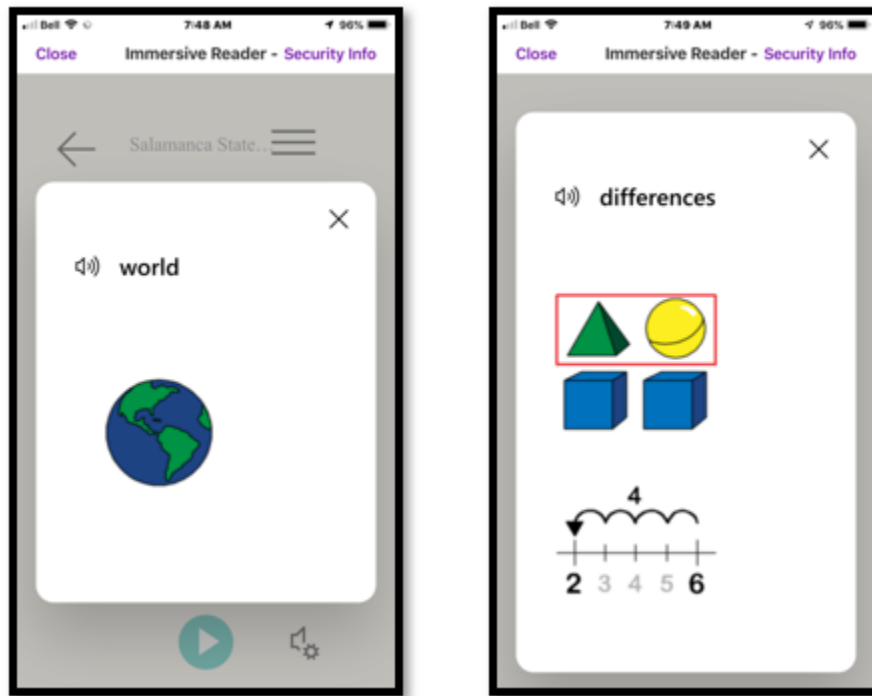 Bell 7:48 AM 96%
Close Immersive Reader - Security Info
Salamanca State...
world
Bell 7:49 AM 96%
Close Immersive Reader - Security Info
differences
4
2 3 4 5 6